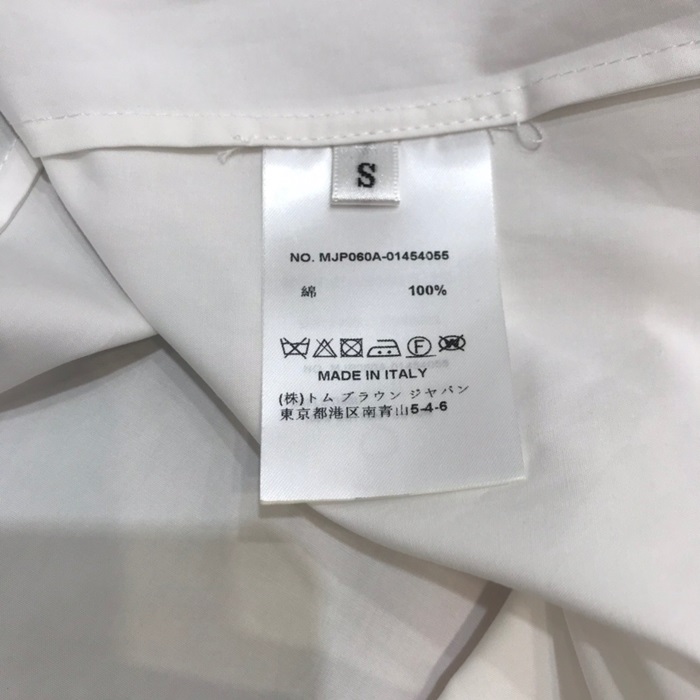 S
NO. MJP060A-01454055
綿 100%
F W
MADE IN ITALY
(株)トム ブラウン ジャパン
東京都港区南青山5-4-6